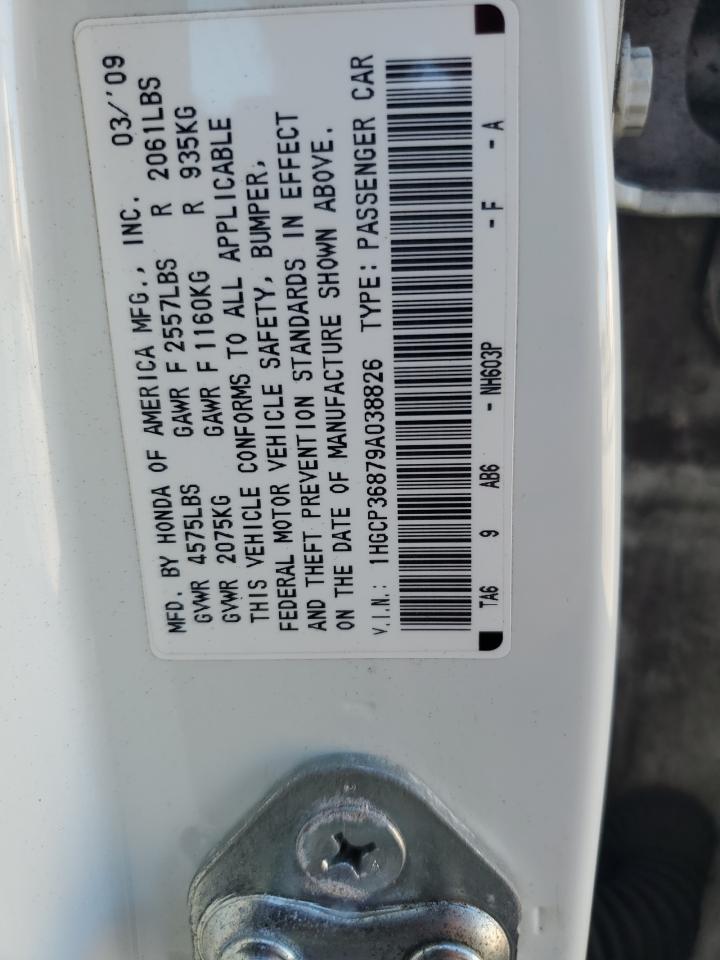 MFD. BY HONDA OF AMERICA MFG., INC. 03/'09
GVWR 4575LBS GAWR F 2557LBS R 2061LBS
GVWR 2075KG GAWR F 1160KG R 935KG
THIS VEHICLE CONFORMS TO ALL APPLICABLE
FEDERAL MOTOR VEHICLE SAFETY, BUMPER,
AND THEFT PREVENTION STANDARDS IN EFFECT
ON THE DATE OF MANUFACTURE SHOWN ABOVE.
V.I.N.: 1HGCP36879A038826 TYPE: PASSENGER CAR
TA6 9 AB6 - NH603P - F - A